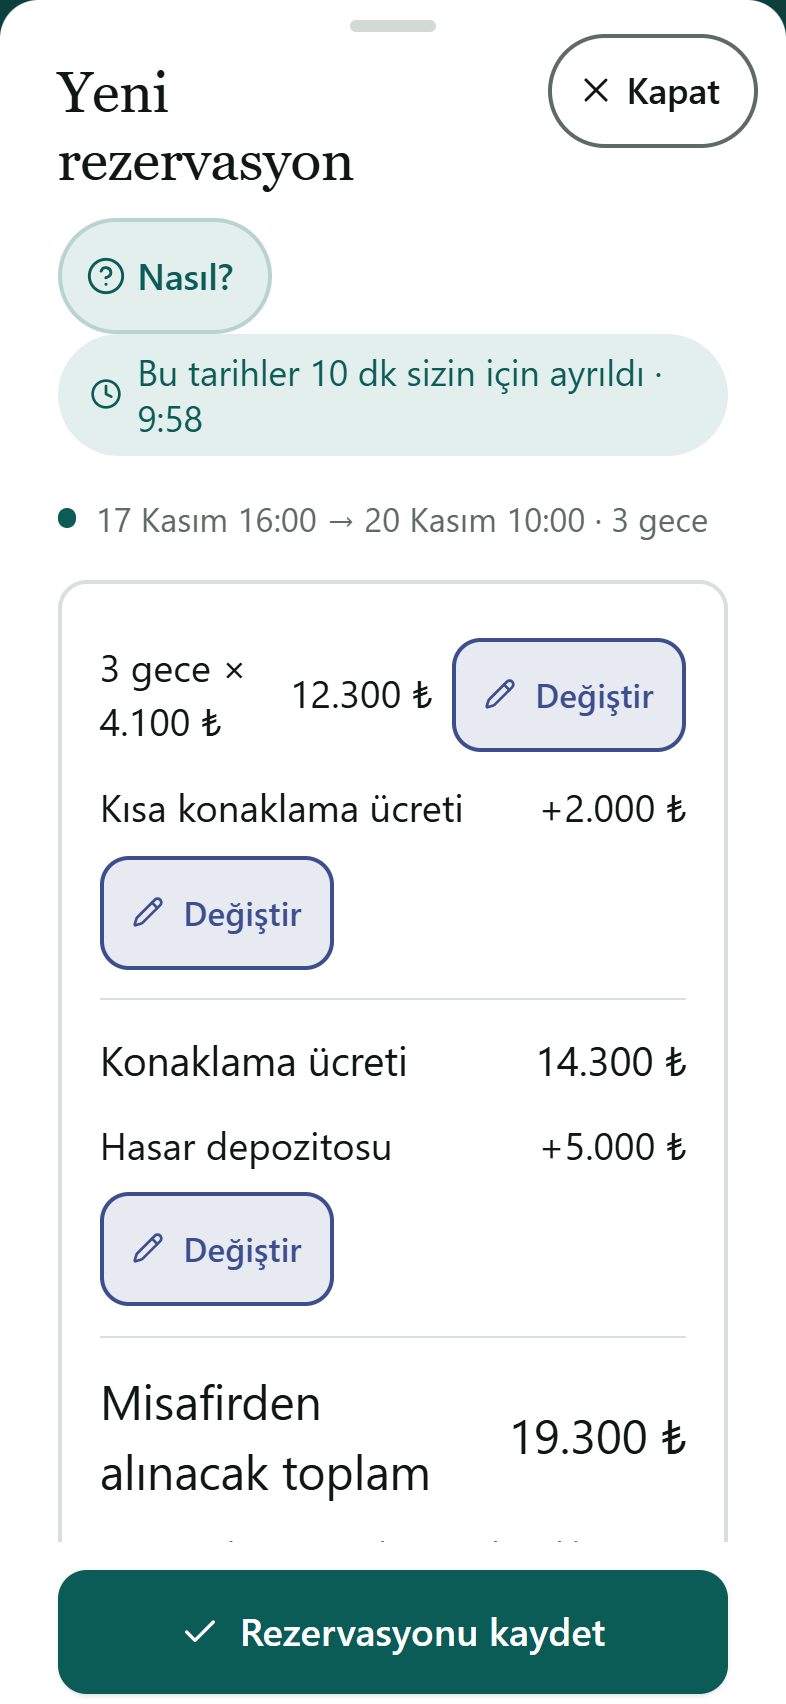 Yeni
rezervasyon
Kapat
Nasıl?
Bu tarihler 10 dk sizin için ayrıldı ·
9:58
17 Kasım 16:00 → 20 Kasım 10:00 · 3 gece
3 gece ×
4.100 ₺
12.300 ₺
Değiştir
Kısa konaklama ücreti
+2.000 ₺
Değiştir
Konaklama ücreti
14.300 ₺
Hasar depozitosu
+5.000 ₺
Değiştir
Misafirden
alınacak toplam
19.300 ₺
Rezervasyonu kaydet